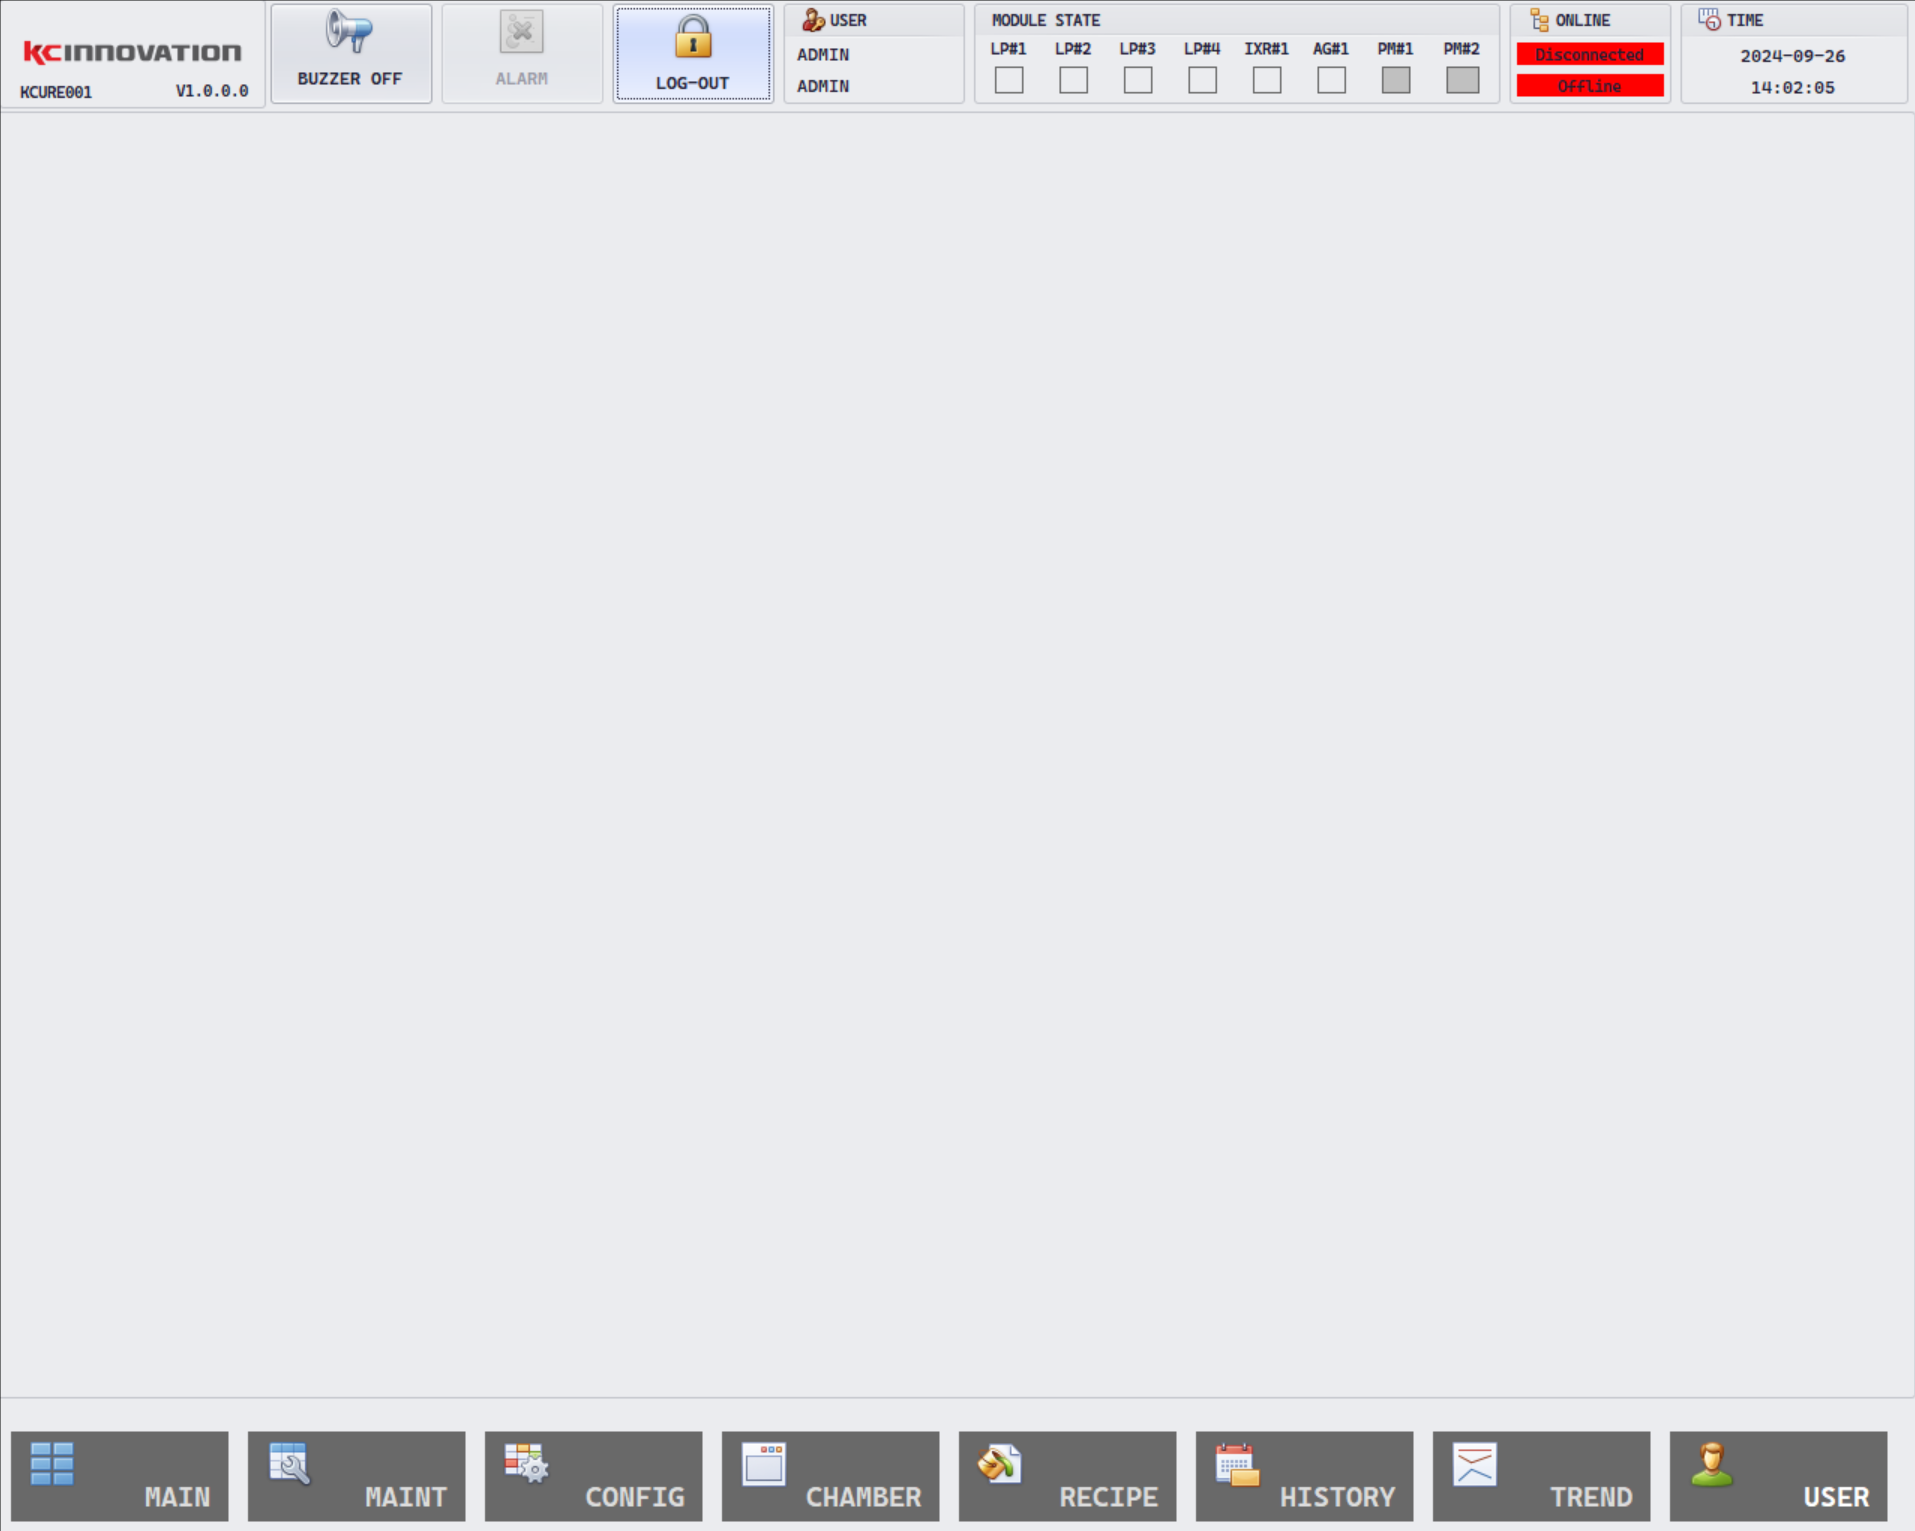 KCINNOVATION
KCURE001 V1.0.0.0
BUZZER OFF
ALARM
LOG-OUT
USER
ADMIN
ADMIN
MODULE STATE
LP#1 LP#2 LP#3 LP#4 IXR#1 AG#1 PM#1 PM#2
ONLINE
Disconnected
Offline
TIME
2024-09-26
14:02:05
MAIN
MAINT
CONFIG
CHAMBER
RECIPE
HISTORY
TREND
USER